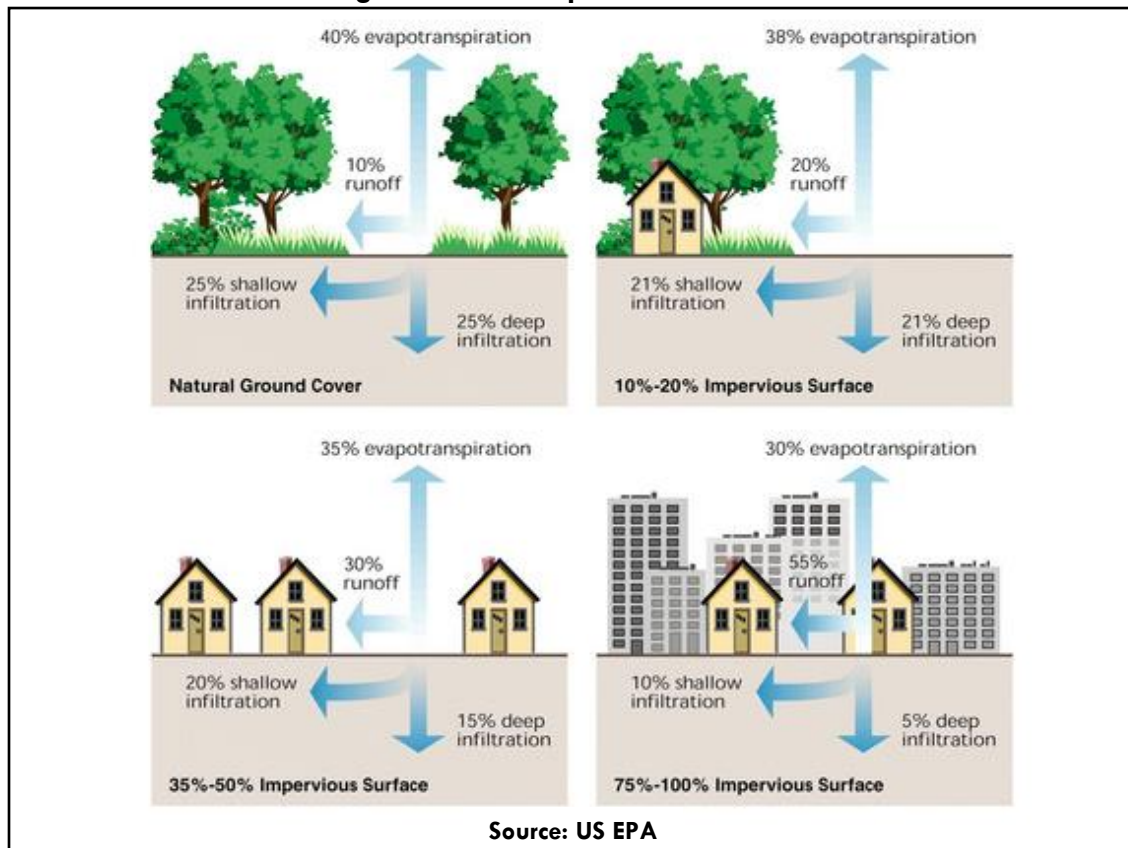 40% evapotranspiration
10%
runoff
25% shallow
infiltration
25% deep
infiltration
Natural Ground Cover
38% evapotranspiration
20%
runoff
21% shallow
infiltration
21% deep
infiltration
10%-20% Impervious Surface
35% evapotranspiration
30%
runoff
20% shallow
infiltration
15% deep
infiltration
35%-50% Impervious Surface
30% evapotranspiration
55%
runoff
10% shallow
infiltration
5% deep
infiltration
75%-100% Impervious Surface
Source: US EPA